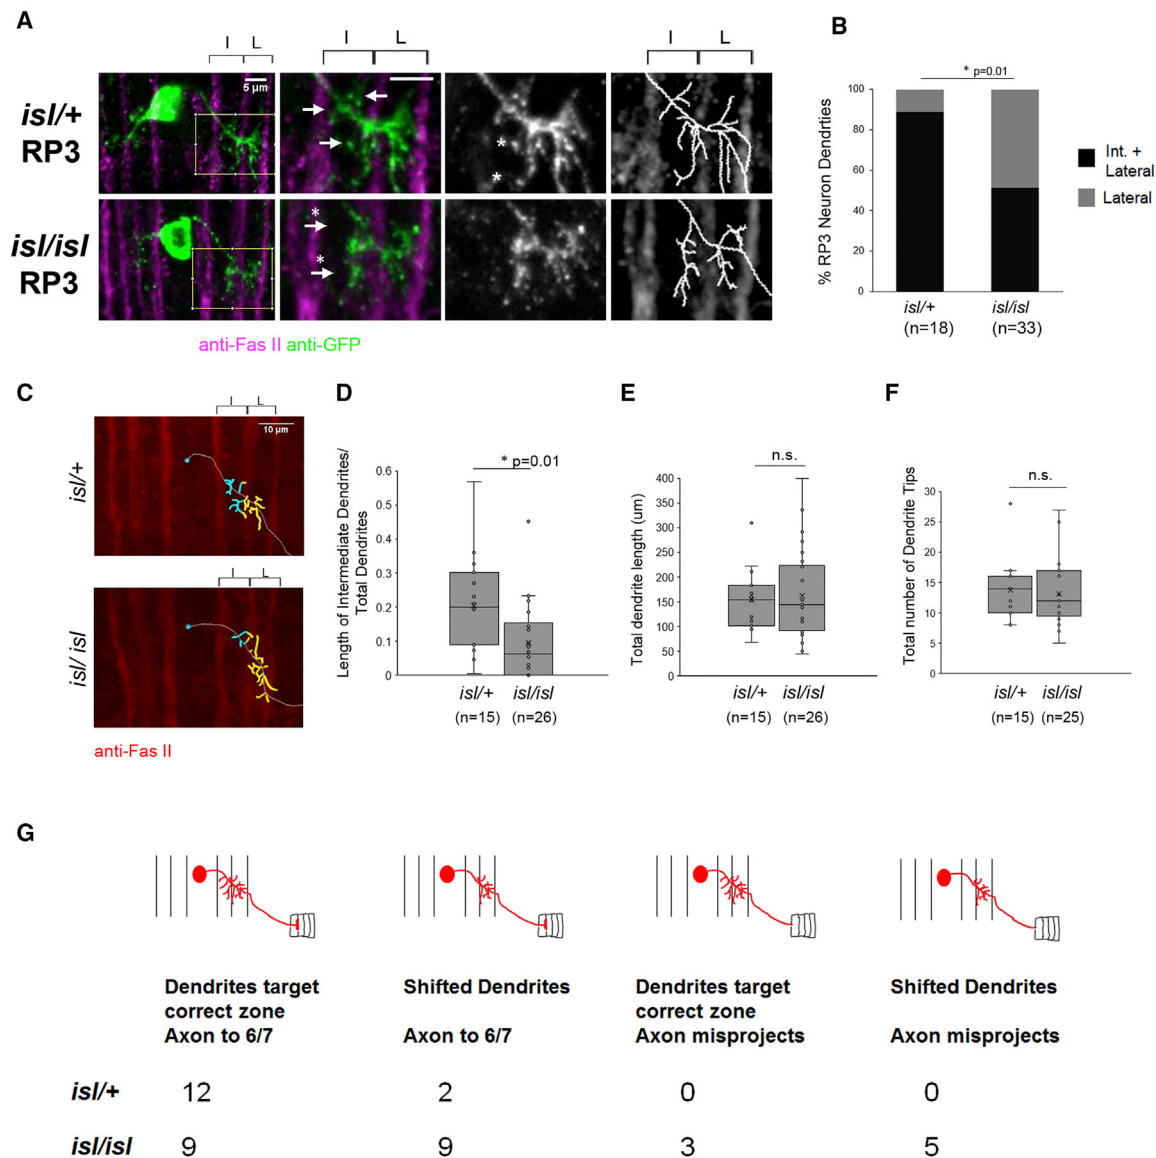 A
I L
I L
I L
isl/+
RP3
5 µm
*
*
isl/isl
RP3
*
*
anti-Fas II anti-GFP
B
* p=0.01
% RP3 Neuron Dendrties
100
80
60
40
20
0
isl/+
(n=18)
isl/isl
(n=33)
Int. +
Lateral
Lateral
C
I L
10 µm
isl/+
I L
isl/ isl
anti-Fas II
D
* p=0.01
Length of Intermediate Dendrites/
Total Dendrites
0.6
0.5
0.4
0.3
0.2
0.1
0
isl/+ isl/isl
(n=15) (n=26)
E
n.s.
Total dendrite length (um)
400
350
300
250
200
150
100
50
0
isl/+ isl/isl
(n=15) (n=26)
F
n.s.
Total number of Dendrite Tips
30
25
20
15
10
5
0
isl/+ isl/isl
(n=15) (n=25)
G
Dendrites target
correct zone
Axon to 6/7
Shifted Dendrites
Axon to 6/7
Dendrites target
correct zone
Axon misprojects
Shifted Dendrites
Axon misprojects
isl/+ 12 2 0 0
isl/isl 9 9 3 5